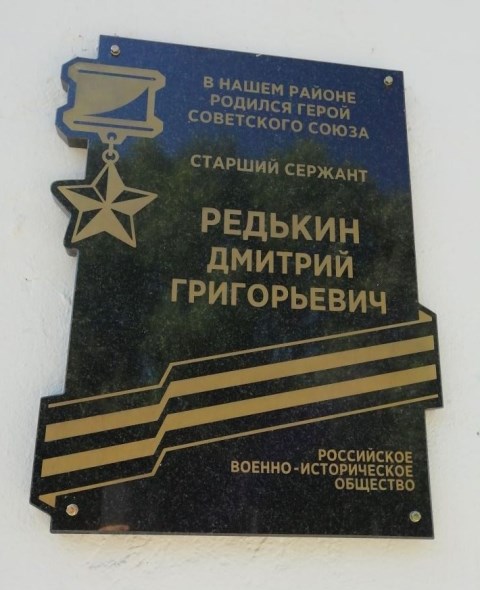 В НАШЕМ РАЙОНЕ
РОДИЛСЯ ГЕРОЙ
СОВЕТСКОГО СОЮЗА
СТАРШИЙ СЕРЖАНТ
РЕДЬКИН
ДМИТРИЙ
ГРИГОРЬЕВИЧ
РОССИЙСКОЕ
ВОЕННО-ИСТОРИЧЕСКОЕ
ОБЩЕСТВО